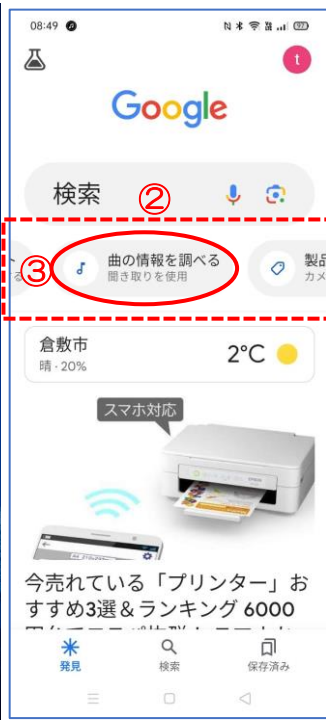 08:49
t
Google
検索
②
る
③
曲の情報を調べる
聞き取りを使用
製品
カメ
倉敷市
晴・20%
2°C
スマホ対応
EPSON
今売れている「プリンター」お
すすめ3選&ランキング 6000
発見
検索
保存済み